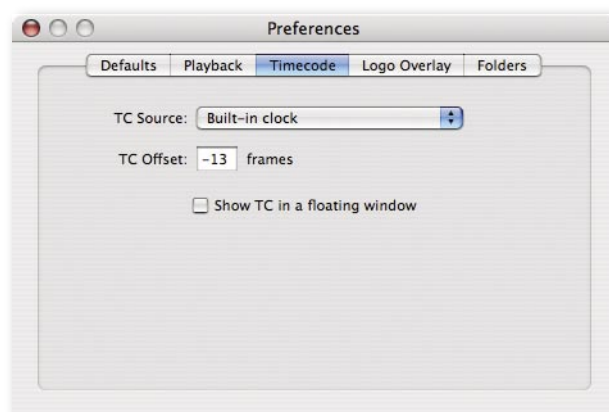 Preferences
Defaults Playback Timecode Logo Overlay Folders
TC Source: Built-in clock
TC Offset: -13 frames
Show TC in a floating window